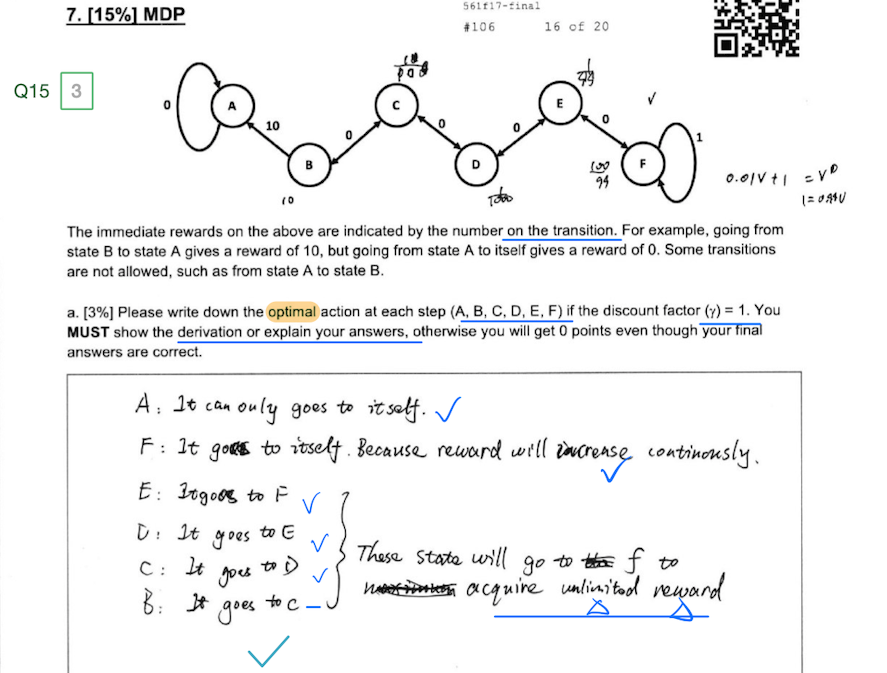 561f17-final
7. [15%] MDP
#106 16 of 20
Q15 3
0 A 10 B 0 C 0 D 0 E 0 F 1
10
100
99
0.01V+1 = V
1=0.99V
The immediate rewards on the above are indicated by the number on the transition. For example, going from
state B to state A gives a reward of 10, but going from state A to itself gives a reward of 0. Some transitions
are not allowed, such as from state A to state B.
a. [3%] Please write down the optimal action at each step (A, B, C, D, E, F) if the discount factor (γ) = 1. You
MUST show the derivation or explain your answers, otherwise you will get 0 points even though your final
answers are correct.
A: It can only goes to itself.
F: It goes to itself. Because reward will increase continously.
E: It goes to F
D: It goes to E
C: It goes to D
B: It goes to C
These state will go to f to
acquire unlimited reward